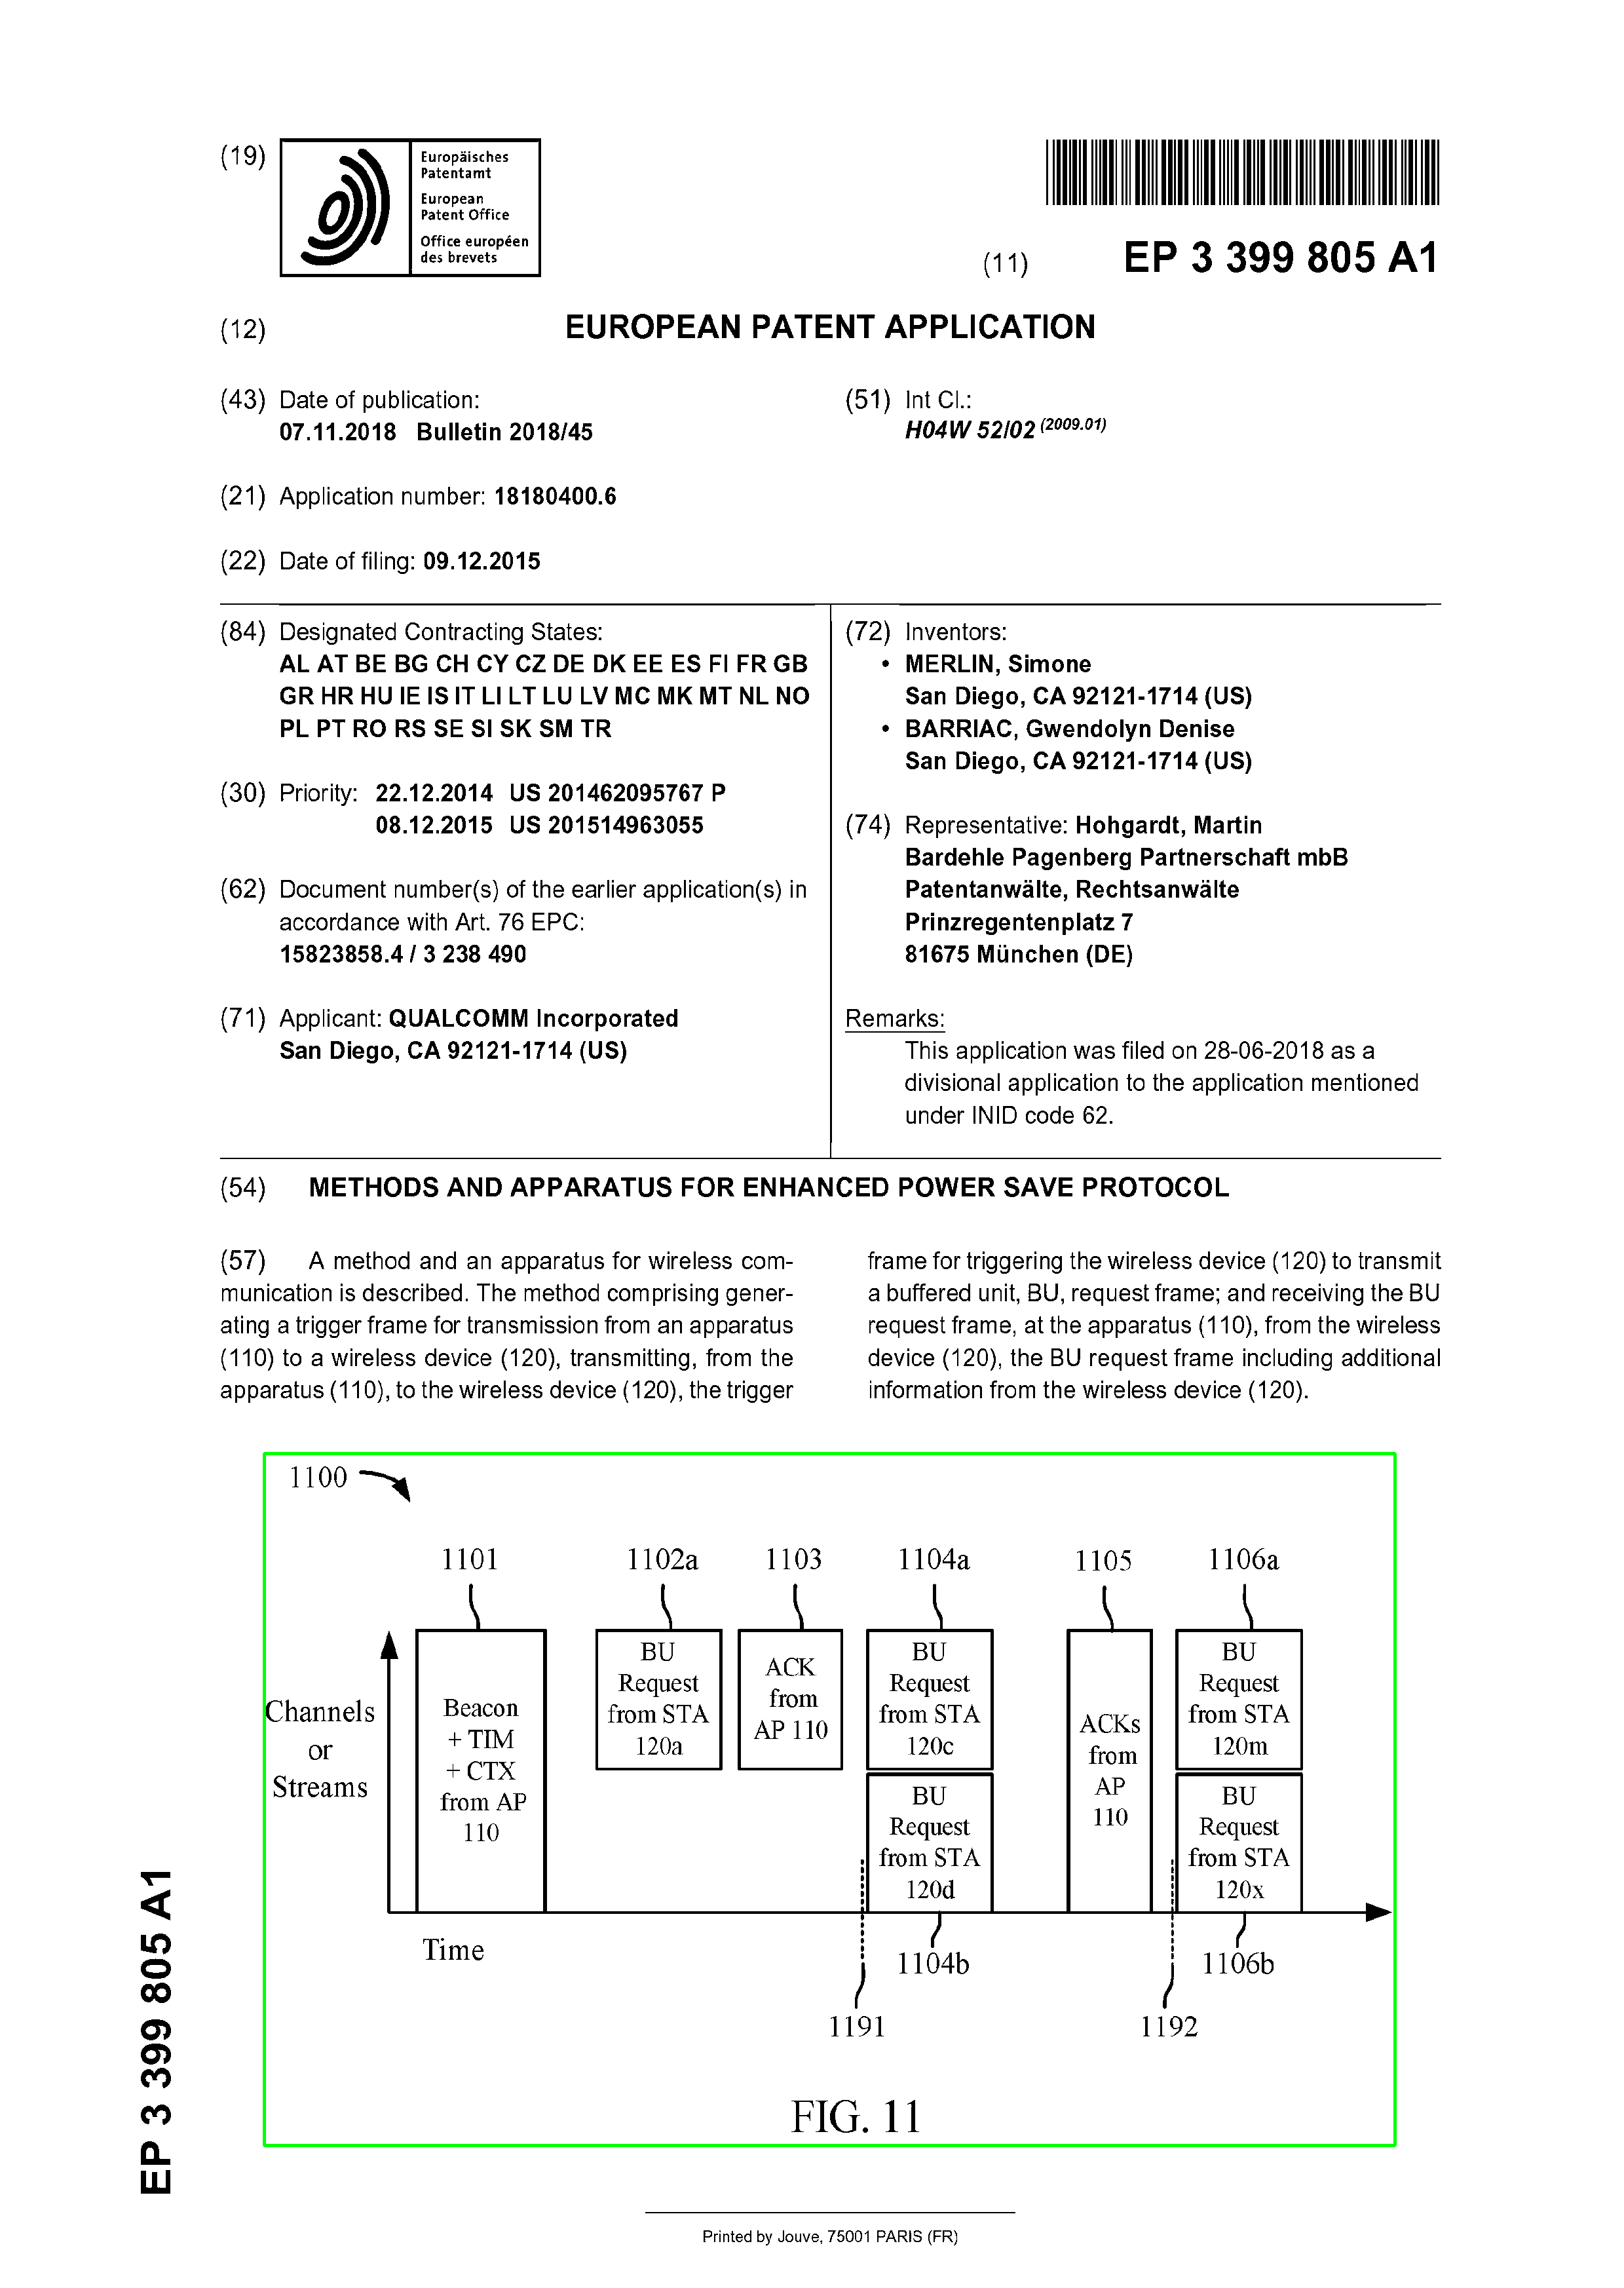 (19)
Europäisches
Patentamt
European
Patent Office
Office européen
des brevets
(11) EP 3 399 805 A1
(12) EUROPEAN PATENT APPLICATION
(43) Date of publication:
07.11.2018 Bulletin 2018/45
(51) Int Cl.:
H04W 52/02 (2009.01)
(21) Application number: 18180400.6
(22) Date of filing: 09.12.2015
(84) Designated Contracting States:
AL AT BE BG CH CY CZ DE DK EE ES FI FR GB
GR HR HU IE IS IT LI LT LU LV MC MK MT NL NO
PL PT RO RS SE SI SK SM TR
(30) Priority: 22.12.2014 US 201462095767 P
08.12.2015 US 201514963055
(62) Document number(s) of the earlier application(s) in
accordance with Art. 76 EPC:
15823858.4 / 3 238 490
(71) Applicant: QUALCOMM Incorporated
San Diego, CA 92121-1714 (US)
(72) Inventors:
• MERLIN, Simone
San Diego, CA 92121-1714 (US)
• BARRIAC, Gwendolyn Denise
San Diego, CA 92121-1714 (US)
(74) Representative: Hohgardt, Martin
Bardehle Pagenberg Partnerschaft mbB
Patentanwälte, Rechtsanwälte
Prinzregentenplatz 7
81675 München (DE)
Remarks:
This application was filed on 28-06-2018 as a
divisional application to the application mentioned
under INID code 62.
(54) METHODS AND APPARATUS FOR ENHANCED POWER SAVE PROTOCOL
(57) A method and an apparatus for wireless com-
munication is described. The method comprising gener-
ating a trigger frame for transmission from an apparatus
(110) to a wireless device (120), transmitting, from the
apparatus (110), to the wireless device (120), the trigger
frame for triggering the wireless device (120) to transmit
a buffered unit, BU, request frame; and receiving the BU
request frame, at the apparatus (110), from the wireless
device (120), the BU request frame including additional
information from the wireless device (120).
1100
1101 1102a 1103 1104a 1105 1106a
Channels
or
Streams
Beacon
+ TIM
+ CTX
from AP
110
BU
Request
from STA
120a
ACK
from
AP 110
BU
Request
from STA
120c
BU
Request
from STA
120d
ACKs
from
AP
110
BU
Request
from STA
120m
BU
Request
from STA
120x
Time
1104b 1106b
1191 1192
FIG. 11
EP 3 399 805 A1
Printed by Jouve, 75001 PARIS (FR)